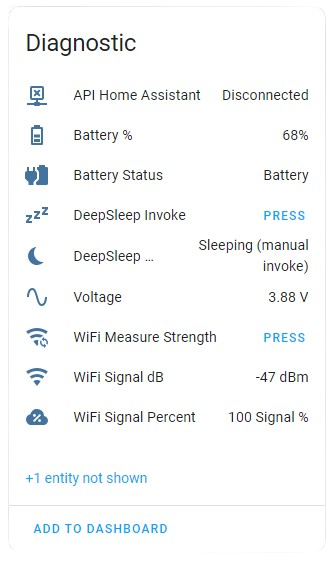 Diagnostic
API Home Assistant Disconnected
Battery % 68%
Battery Status Battery
DeepSleep Invoke PRESS
DeepSleep ... Sleeping (manual
invoke)
Voltage 3.88 V
WiFi Measure Strength PRESS
WiFi Signal dB -47 dBm
WiFi Signal Percent 100 Signal %
+1 entity not shown
ADD TO DASHBOARD